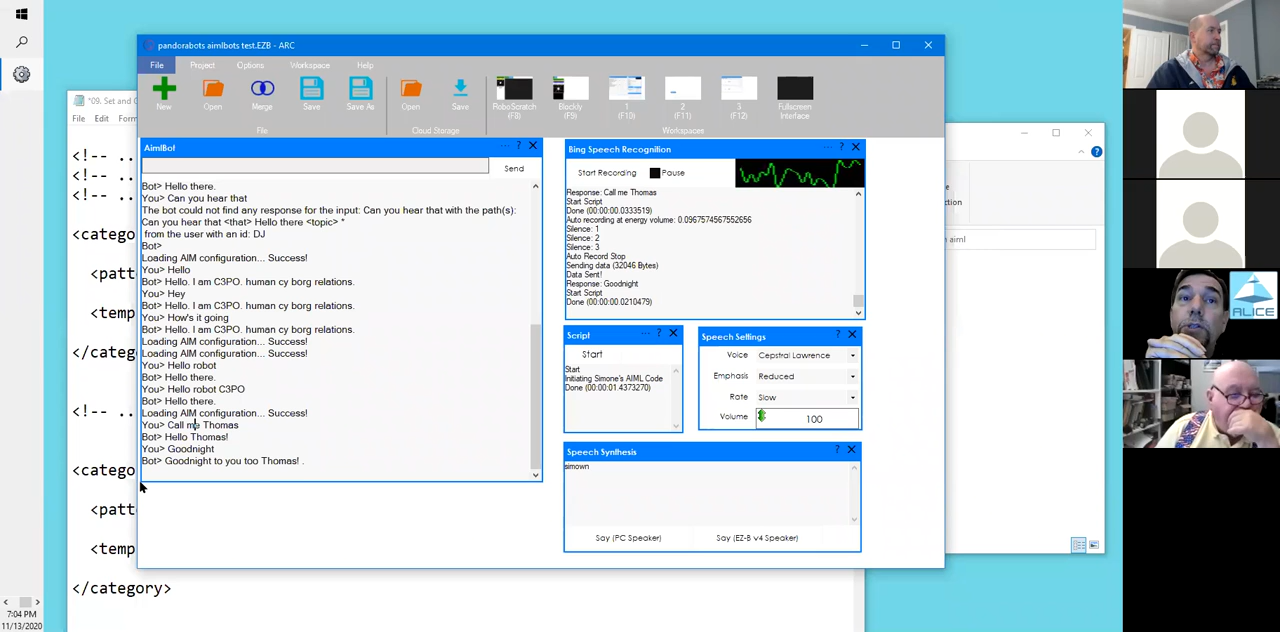 pandorabots aimlbots test.EZB - ARC
File Project Options Workspace Help
New Open Merge Save Save As Open Save RoboScratch (F8) Blockly (F9) 1 (F10) 2 (F11) 3 (F12) Fullscreen Interface
File Cloud Storage Workspaces
*09. Set and G
File Edit Form
<!-- ..
<!-- ..
<!-- ..
<catego
<patt
<temp
</categ
<!-- ..
<catego
<patt
<temp
</category>
AimlBot
Send
Bot> Hello there.
You> Can you hear that
The bot could not find any response for the input: Can you hear that with the path(s):
Can you hear that <that> Hello there <topic> *
from the user with an id: DJ
Bot>
Loading AIM configuration... Success!
You> Hello
Bot> Hello. I am C3PO. human cy borg relations.
You> Hey
Bot> Hello. I am C3PO. human cy borg relations.
You> How's it going
Bot> Hello. I am C3PO. human cy borg relations.
Loading AIM configuration... Success!
Loading AIM configuration... Success!
You> Hello robot
Bot> Hello there.
You> Hello robot C3PO
Bot> Hello there.
Loading AIM configuration... Success!
You> Call me Thomas
Bot> Hello Thomas!
You> Goodnight
Bot> Goodnight to you too Thomas! .
Bing Speech Recognition
Start Recording Pause
Response: Call me Thomas
Start Script
Done (00:00:00.0333519)
Auto recording at energy volume: 0.0967574567552656
Silence: 1
Silence: 2
Silence: 3
Auto Record Stop
Sending data (32046 Bytes)
Data Sent!
Response: Goodnight
Start Script
Done (00:00:00.0210479)
Script
Start
Start
Initiating Simone's AIML Code
Done (00:00:01.4373270)
Speech Settings
Voice Cepstral Lawrence
Emphasis Reduced
Rate Slow
Volume 100
Speech Synthesis
simown
Say (PC Speaker) Say (EZ-B v4 Speaker)
e
ction
aiml
ALICE
7:04 PM
11/13/2020